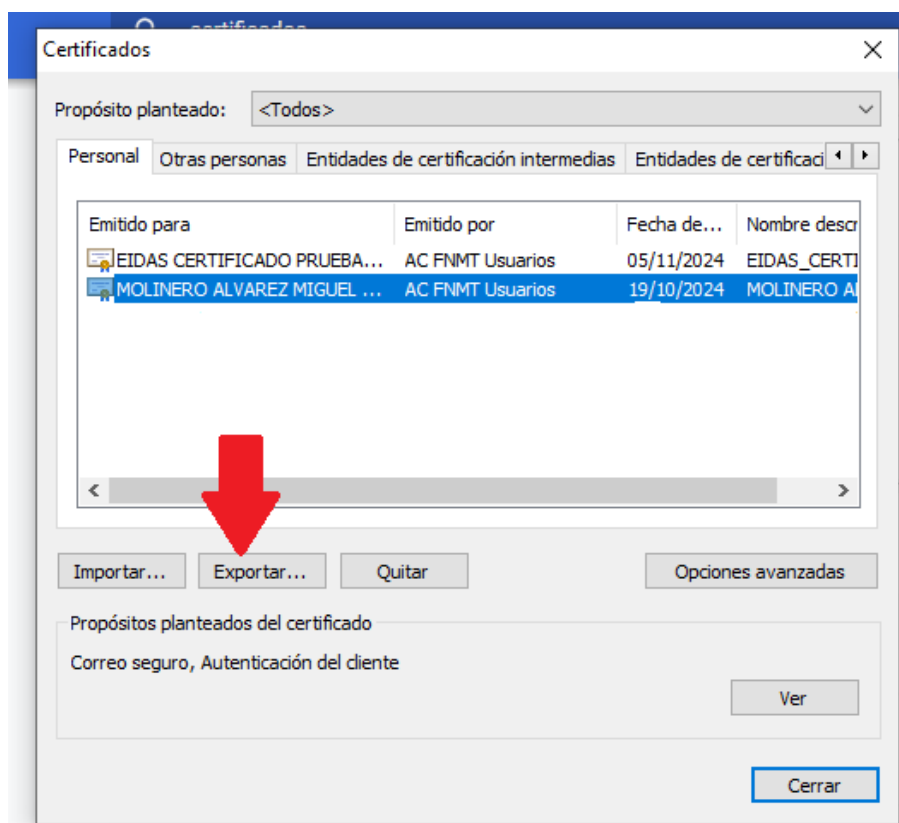 certificados
Certificados
Propósito planteado: <Todos>
Personal Otras personas Entidades de certificación intermedias Entidades de certificaci
Emitido para Emitido por Fecha de... Nombre descr
EIDAS CERTIFICADO PRUEBA... AC FNMT Usuarios 05/11/2024 EIDAS_CERTI
MOLINERO ALVAREZ MIGUEL ... AC FNMT Usuarios 19/10/2024 MOLINERO AL
Importar... Exportar... Quitar Opciones avanzadas
Propósitos planteados del certificado
Correo seguro, Autenticación del cliente
Ver
Cerrar